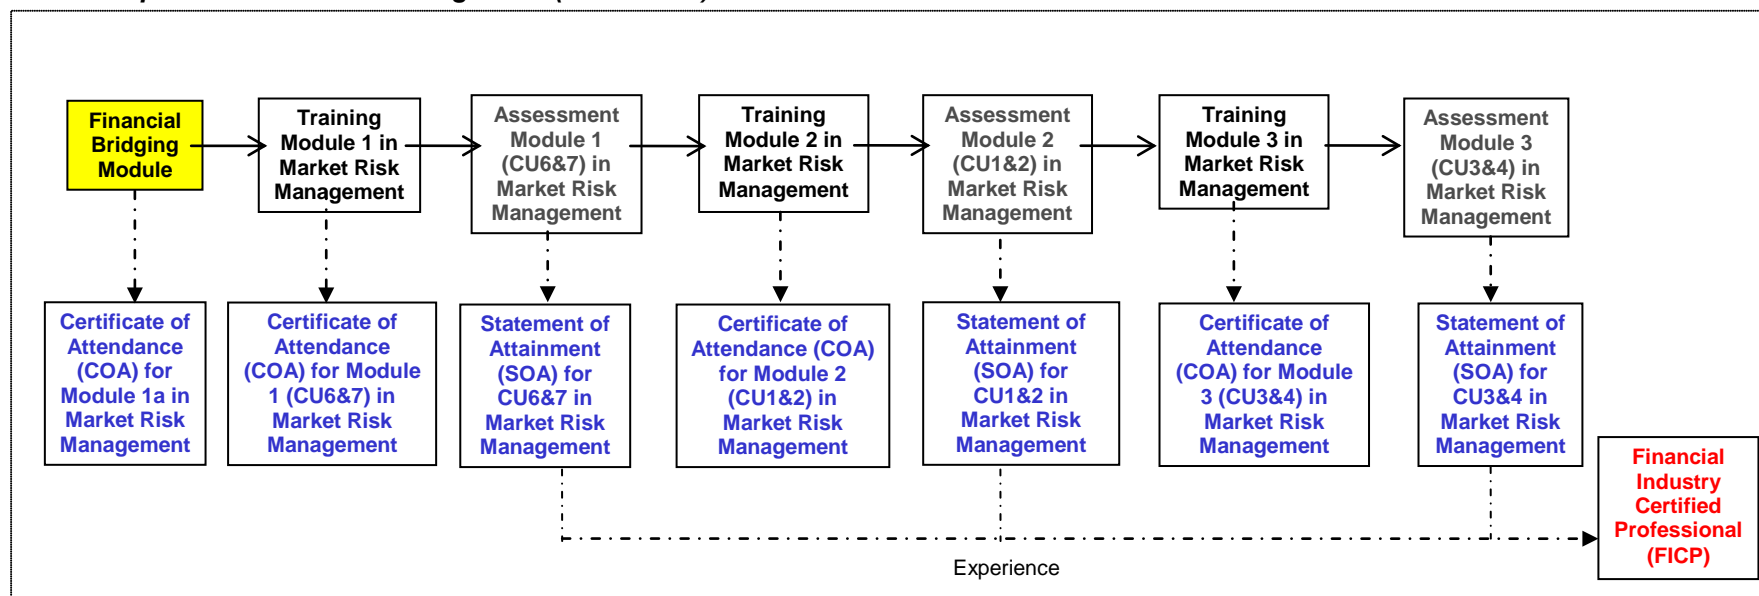 Financial
Bridging
Module
Training
Module 1 in
Market Risk
Management
Assessment
Module 1
(CU6&7) in
Market Risk
Management
Training
Module 2 in
Market Risk
Management
Assessment
Module 2
(CU1&2) in
Market Risk
Management
Training
Module 3 in
Market Risk
Management
Assessment
Module 3
(CU3&4) in
Market Risk
Management
Certificate of
Attendance
(COA) for
Module 1a in
Market Risk
Management
Certificate of
Attendance
(COA) for Module
1 (CU6&7) in
Market Risk
Management
Statement of
Attainment
(SOA) for
CU6&7 in
Market Risk
Management
Certificate of
Attendance (COA)
for Module 2
(CU1&2) in
Market Risk
Management
Statement of
Attainment
(SOA) for
CU1&2 in
Market Risk
Management
Certificate of
Attendance
(COA) for Module
3 (CU3&4) in
Market Risk
Management
Statement of
Attainment
(SOA) for
CU3&4 in
Market Risk
Management
Financial
Industry
Certified
Professional
(FICP)
Experience